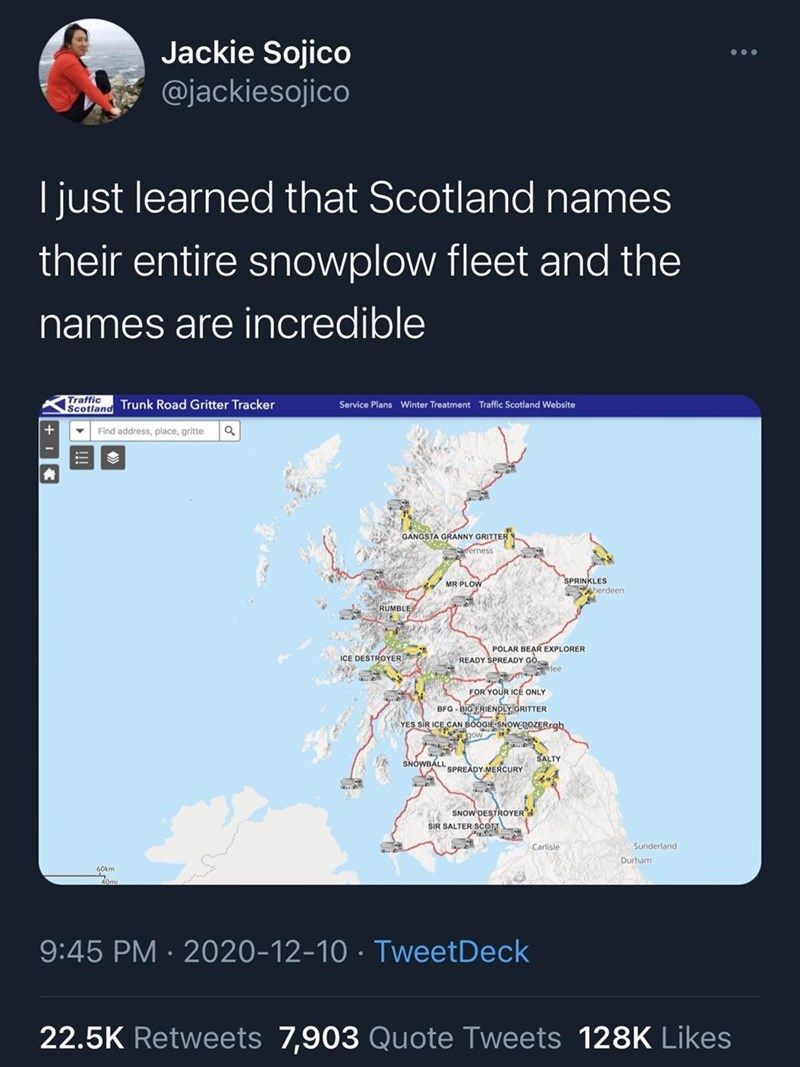 Jackie Sojico
@jackiesojico
I just learned that Scotland names
their entire snowplow fleet and the
names are incredible
Traffic
Scotland
Trunk Road Gritter Tracker
Service Plans Winter Treatment Traffic Scotland Website
Find address, place, gritte
GANGSTA GRANNY GRITTER
verness
MR PLOW
SPRINKLES
herdeen
RUMBLE
POLAR BEAR EXPLORER
ICE DESTROYER
READY SPREADY GO
dee
FOR YOUR ICE ONLY
BFG - BIG FRIENDLY GRITTER
YES SIR ICE CAN BOOGIE SNOW DOZER rgh
gow
SNOWBALL
SALTY
SPREADY MERCURY
SNOW DESTROYER
SIR SALTER SCOTT
Carlisle
Sunderland
Durham
60km
40mi
9:45 PM · 2020-12-10 · TweetDeck
22.5K Retweets 7,903 Quote Tweets 128K Likes